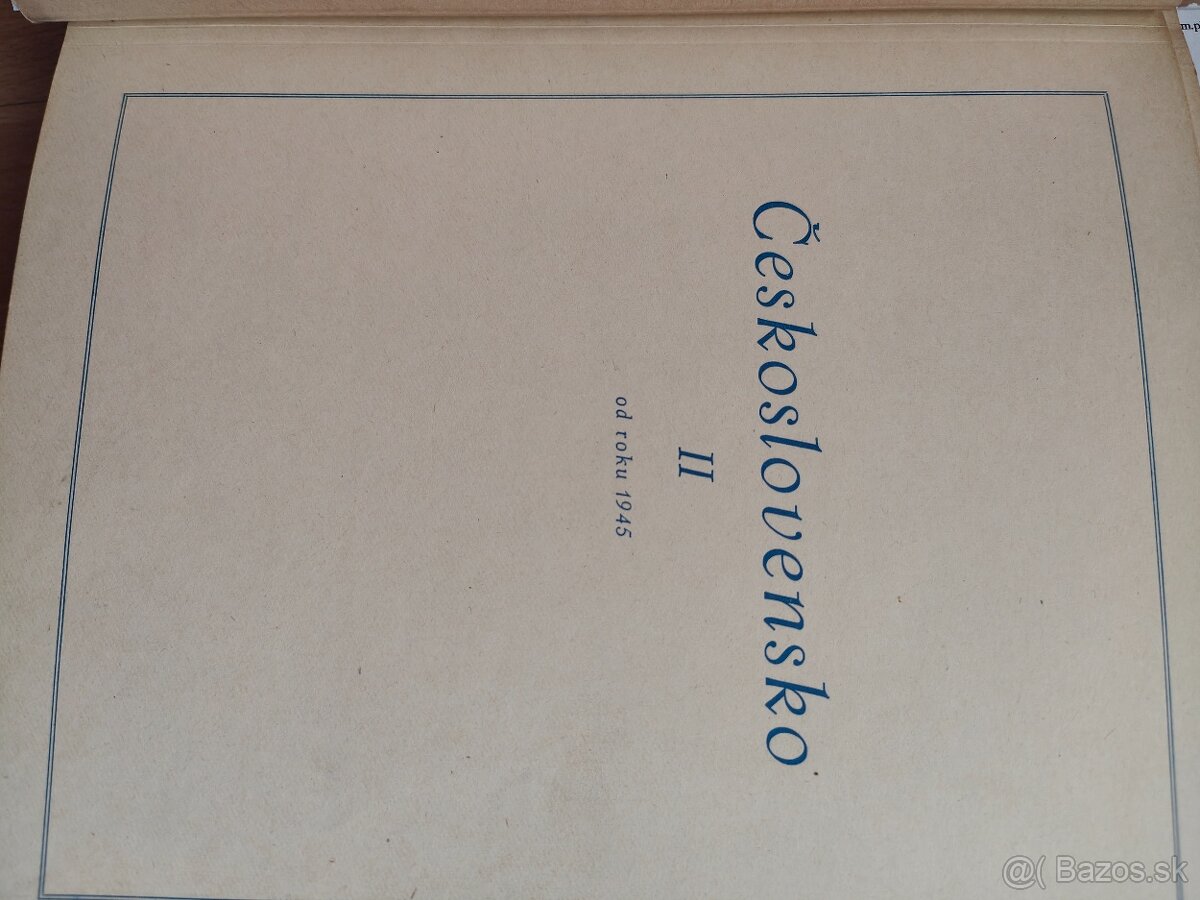 Československo
II
od roku 1945
m.p
@( Bazos.sk